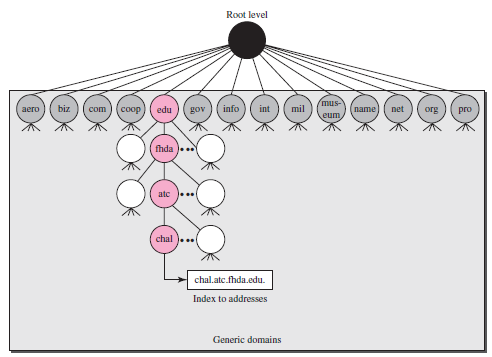 Root level
aero biz com coop edu gov info int mil mus- name net org pro
eum
fhda
atc
chal
chal.atc.fhda.edu.
Index to addresses
Generic domains